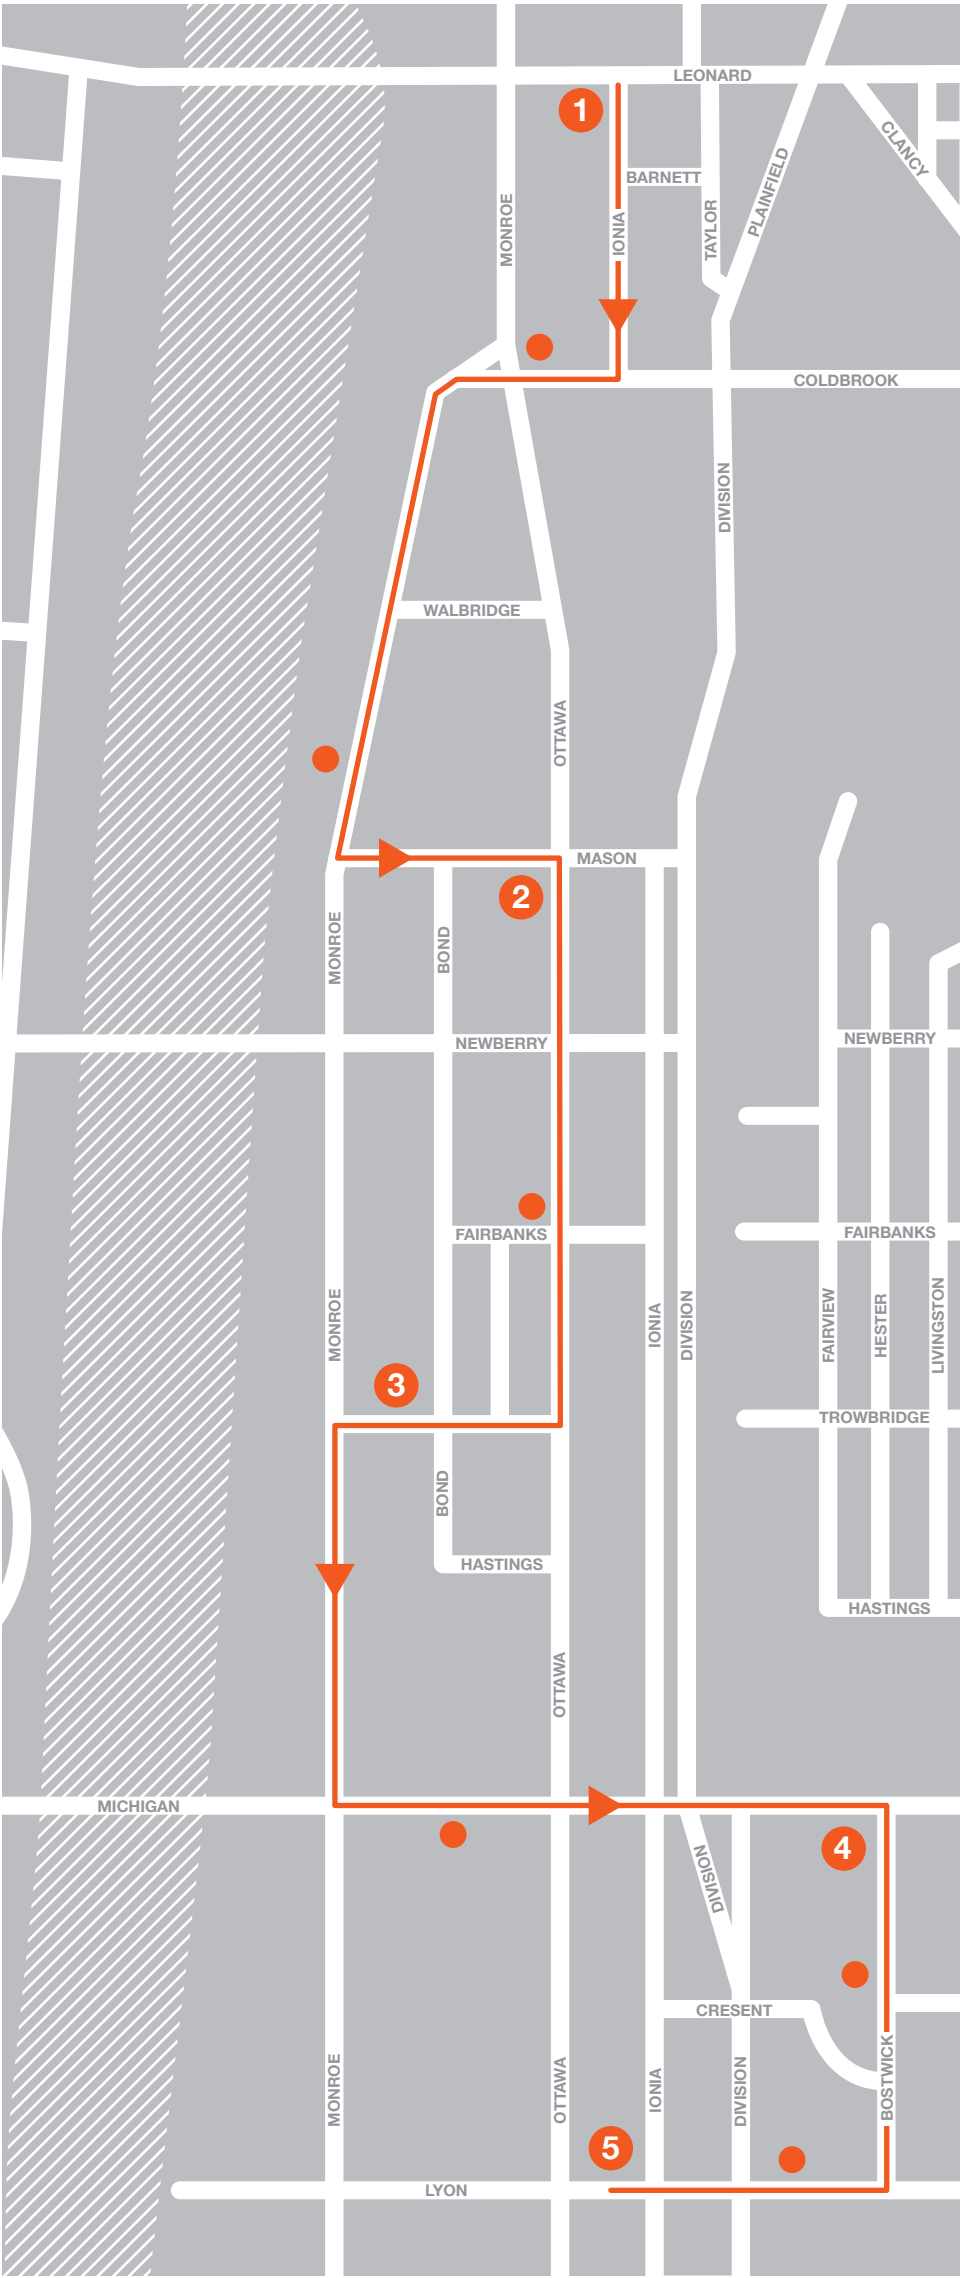 LEONARD
1
CLANCY
BARNETT
PLAINFIELD
MONROE
IONIA
TAYLOR
COLDBROOK
DIVISION
WALBRIDGE
OTTAWA
MASON
2
MONROE
BOND
NEWBERRY
NEWBERRY
FAIRBANKS
FAIRBANKS
MONROE
IONIA
DIVISION
FAIRVIEW
HESTER
LIVINGSTON
3
TROWBRIDGE
BOND
HASTINGS
HASTINGS
OTTAWA
MICHIGAN
4
DIVISION
CRESENT
MONROE
OTTAWA
IONIA
DIVISION
BOSTWICK
5
LYON